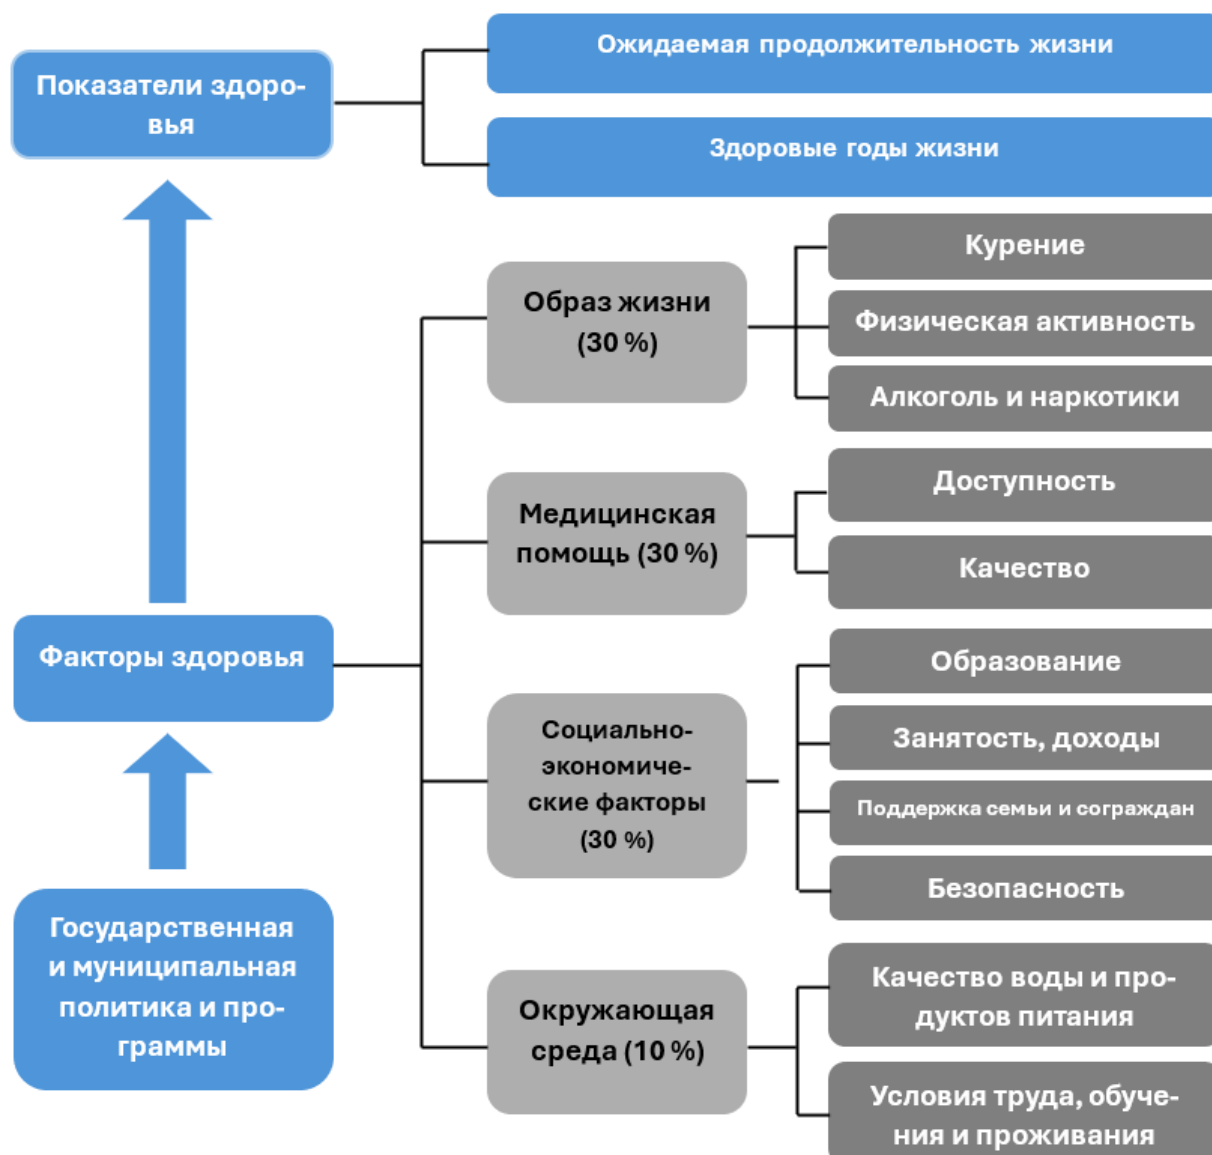 Показатели здоро-
вья
Ожидаемая продолжительность жизни
Здоровые годы жизни
Факторы здоровья
Образ жизни
(30 %)
Курение
Физическая активность
Алкоголь и наркотики
Медицинская
помощь (30 %)
Доступность
Качество
Социально-
экономиче-
ские факторы
(30 %)
Образование
Занятость, доходы
Поддержка семьи и сограждан
Безопасность
Окружающая
среда (10 %)
Качество воды и про-
дуктов питания
Условия труда, обуче-
ния и проживания
Государственная
и муниципальная
политика и про-
граммы